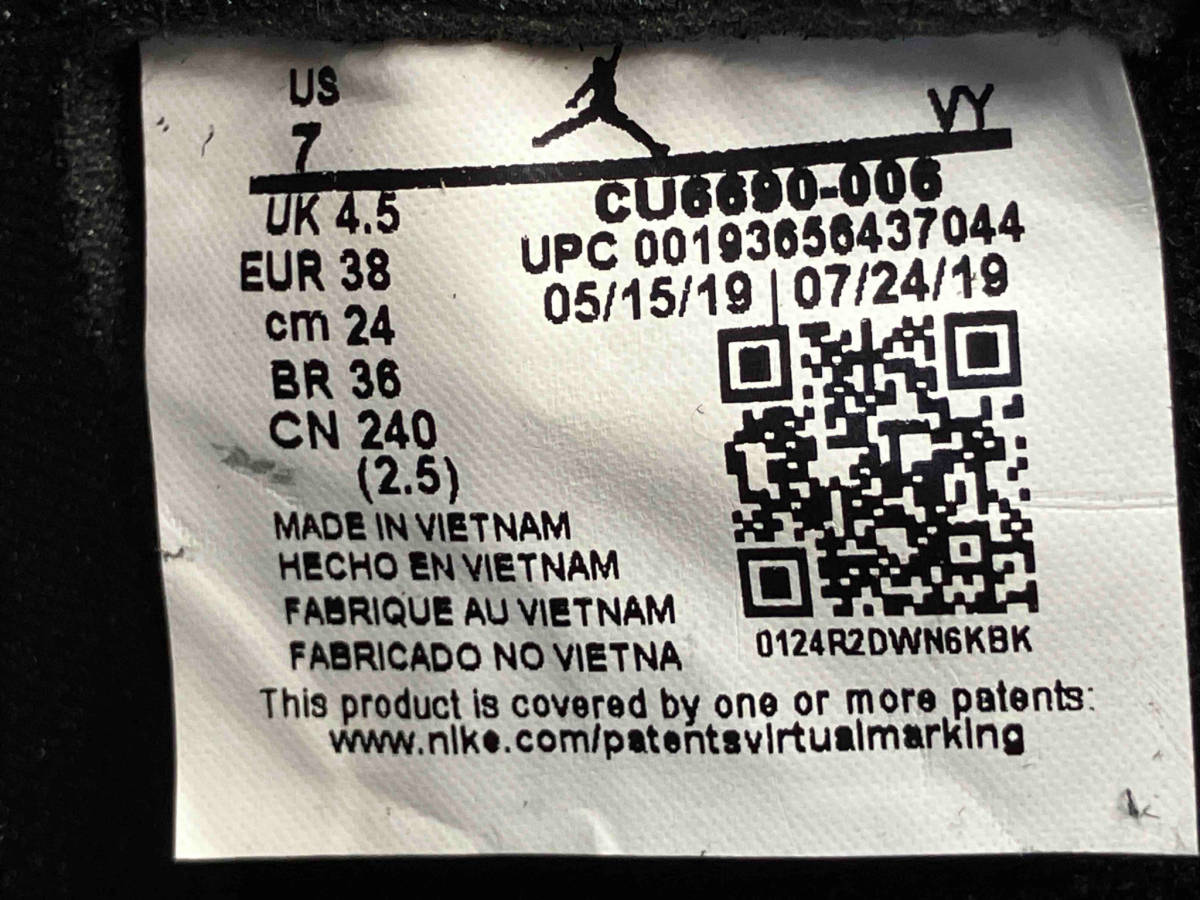 US
7
VY
UK 4.5
EUR 38
cm 24
BR 36
CN 240
(2.5)
CU6690-006
UPC 00193656437044
05/15/19 | 07/24/19
0124R2DWN6KBK
MADE IN VIETNAM
HECHO EN VIETNAM
FABRIQUE AU VIETNAM
FABRICADO NO VIETNA
This product is covered by one or more patents:
www.nike.com/patentsvirtualmarking